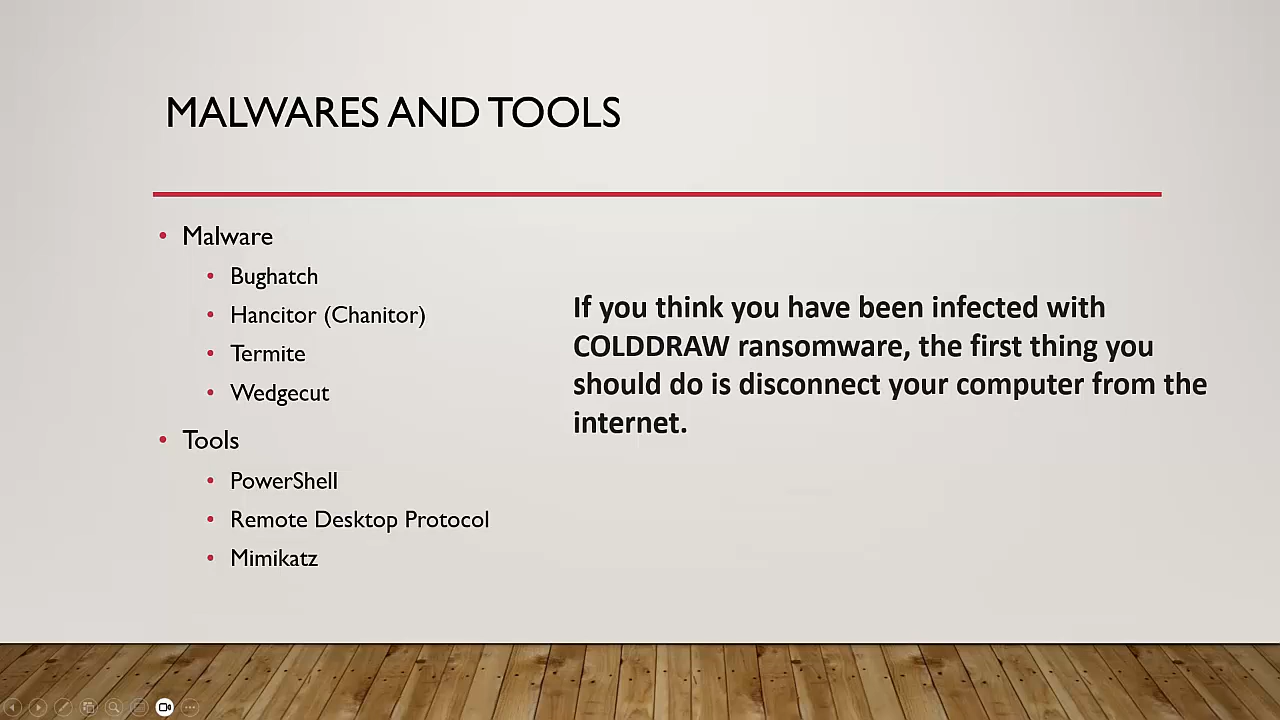 MALWARES AND TOOLS
• Malware
• Bughatch
• Hancitor (Chanitor)
• Termite
• Wedgecut
• Tools
• PowerShell
• Remote Desktop Protocol
• Mimikatz
If you think you have been infected with
COLDDRAW ransomware, the first thing you
should do is disconnect your computer from the
internet.